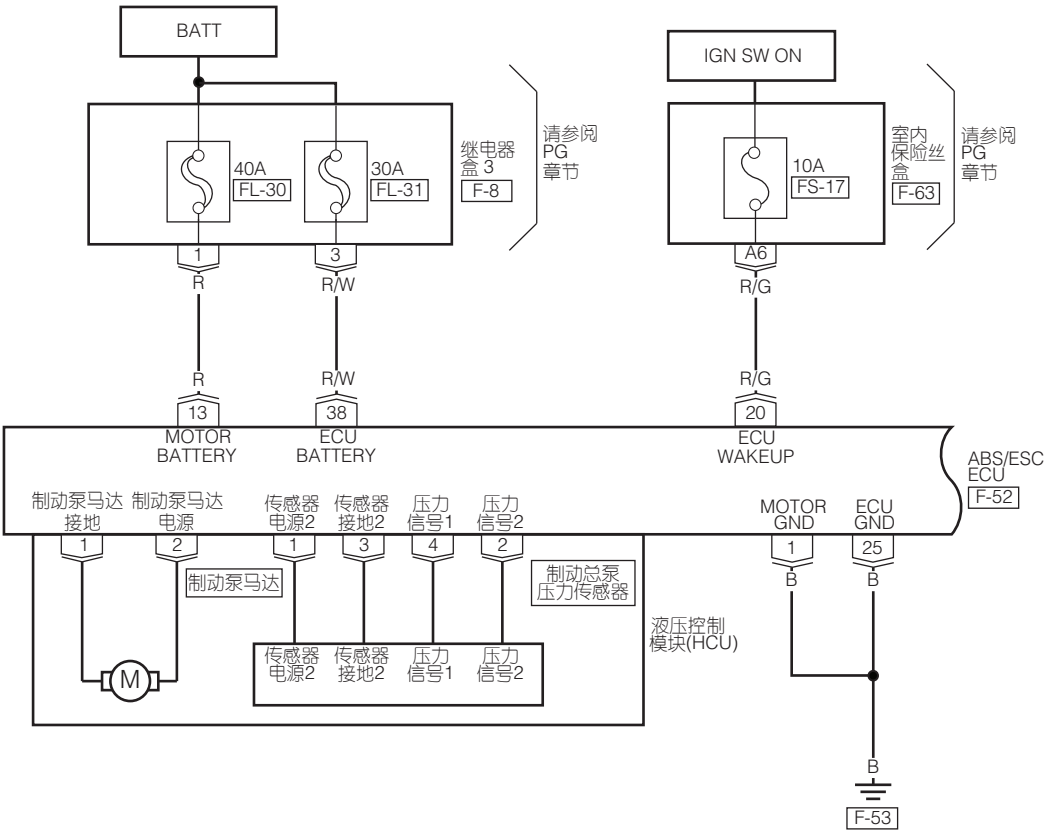 BATT
IGN SW ON
40A
FL-30
30A
FL-31
继电器
盒 3
F-8
请参阅
PG
章节
10A
FS-17
室内
保险丝
盒
F-63
请参阅
PG
章节
1
3
A6
R
R/W
R/G
R
R/W
R/G
13
38
20
MOTOR
BATTERY
ECU
BATTERY
ECU
WAKEUP
ABS/ESC
ECU
F-52
制动泵马达
接地
制动泵马达
电源
传感器
电源2
传感器
接地2
压力
信号1
压力
信号2
MOTOR
GND
ECU
GND
1
2
1
3
4
2
1
25
制动泵马达
制动总泵
压力传感器
B
B
液压控制
模块(HCU)
传感器
电源2
传感器
接地2
压力
信号1
压力
信号2
M
B
F-53